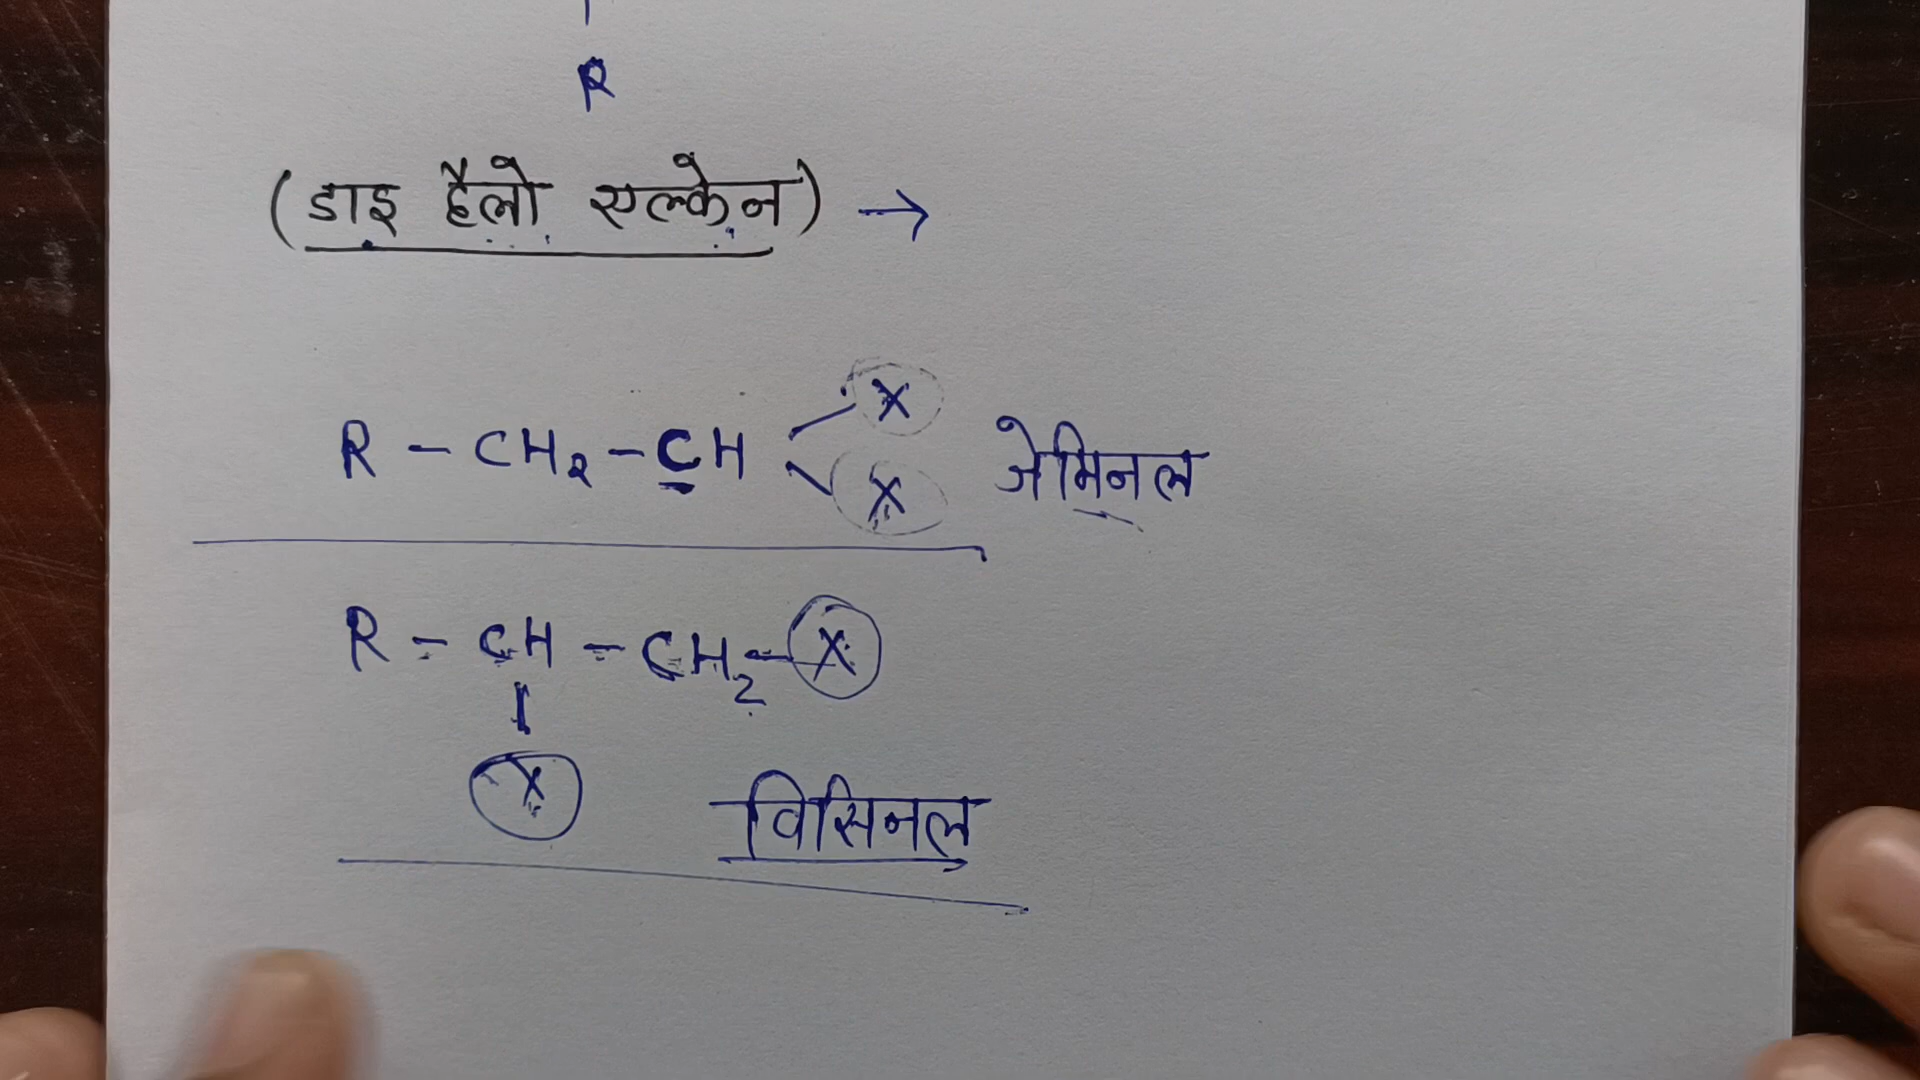 R
(डाइ हैलो एल्केन) →
X
R - CH2 - CH जेमिनल
X
R - CH - CH2 - X
X
विसिनल